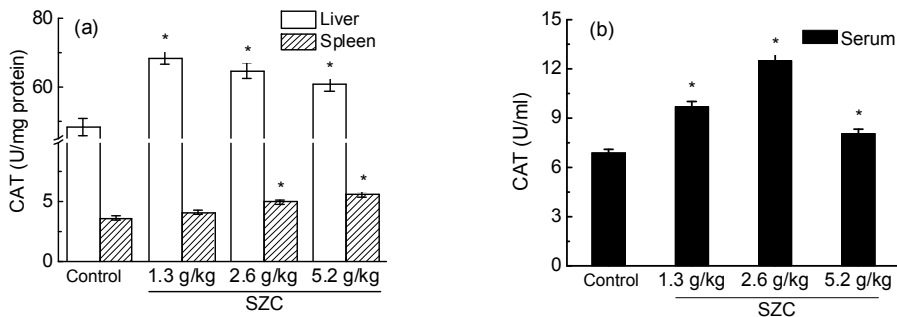 (a)
Liver
Spleen
CAT (U/mg protein)
80
60
5
0
*
*
*
*
*
Control
1.3 g/kg
2.6 g/kg
5.2 g/kg
SZC
(b)
Serum
CAT (U/ml)
15
12
9
6
3
0
*
*
*
Control
1.3 g/kg
2.6 g/kg
5.2 g/kg
SZC